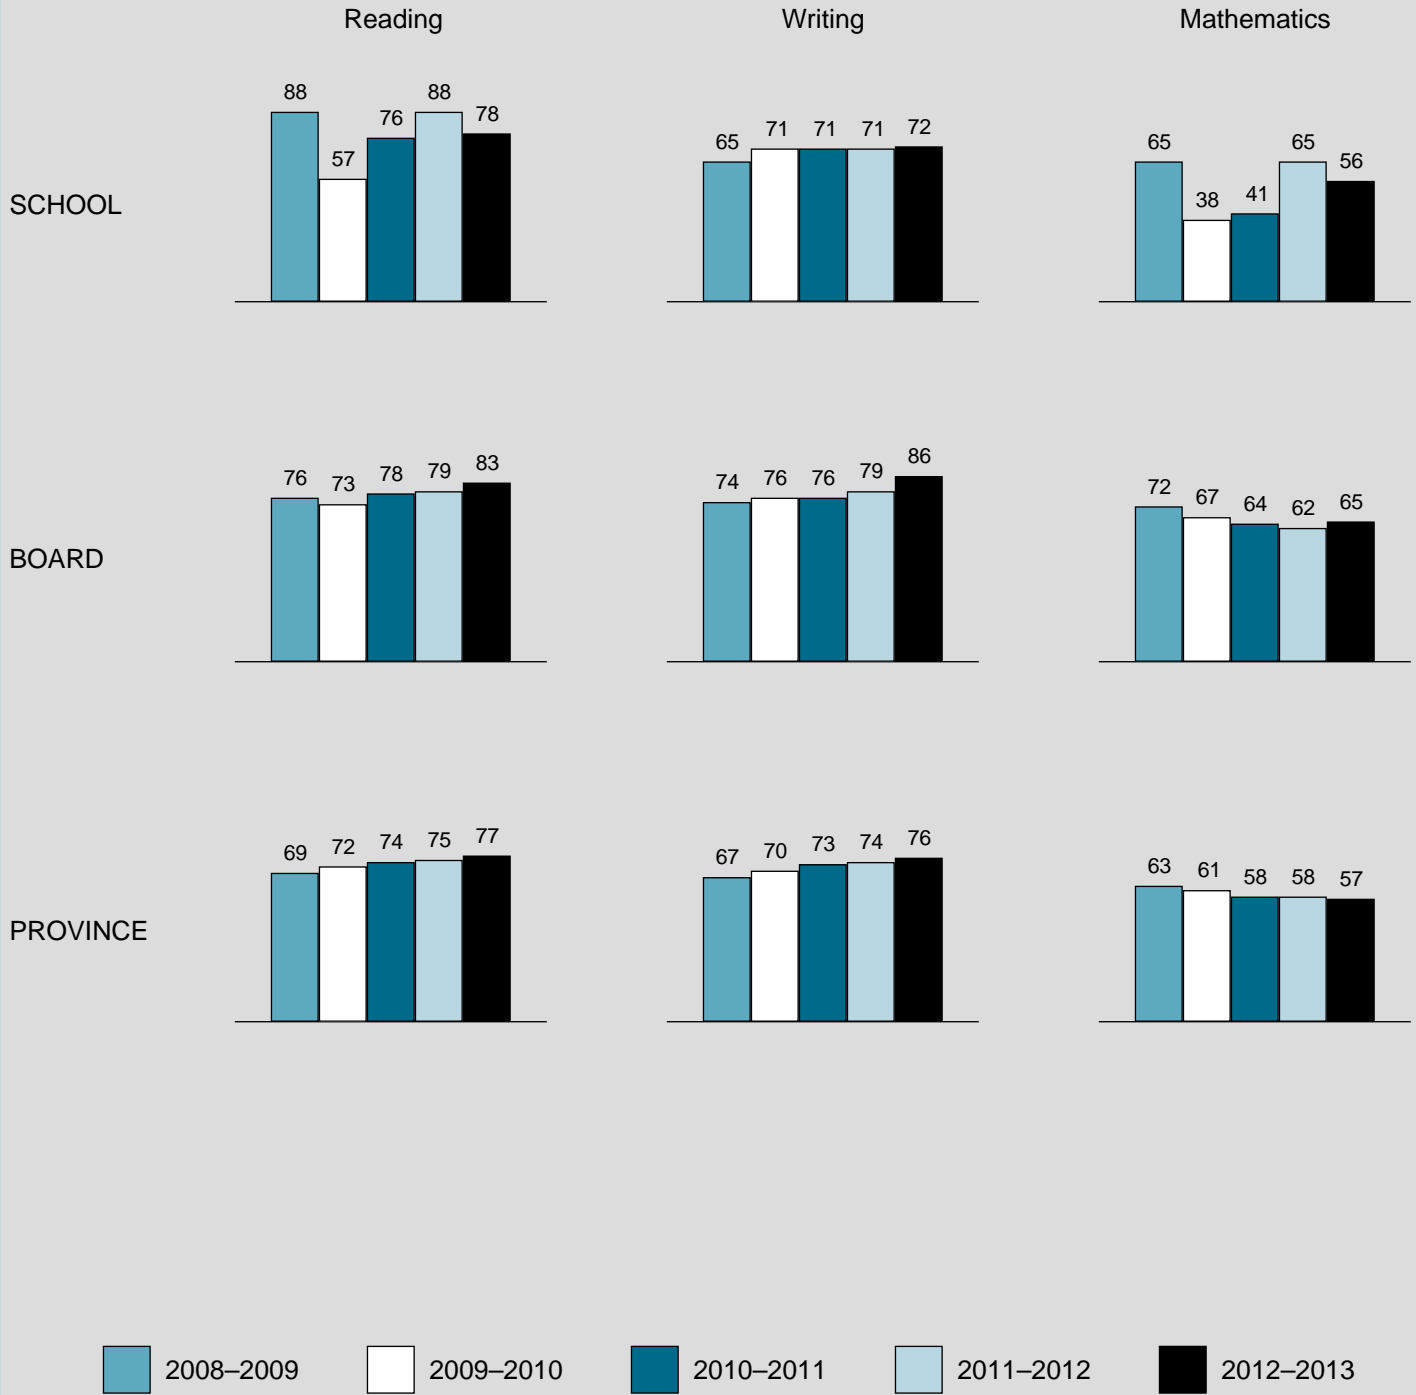 Reading Writing Mathematics
SCHOOL
88 57 76 88 78
65 71 71 71 72
65 38 41 65 56
BOARD
76 73 78 79 83
74 76 76 79 86
72 67 64 62 65
PROVINCE
69 72 74 75 77
67 70 73 74 76
63 61 58 58 57
2008–2009 2009–2010 2010–2011 2011–2012 2012–2013